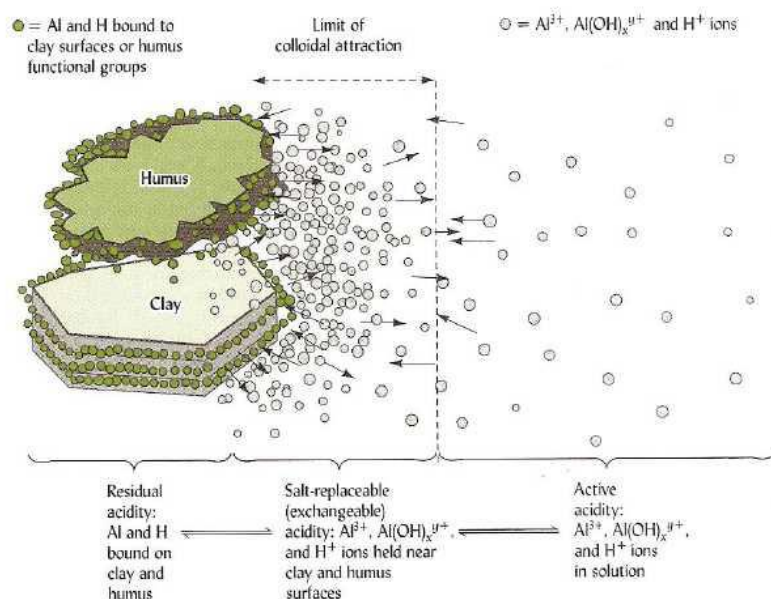 = Al and H bound to
clay surfaces or humus
functional groups
Limit of
colloidal attraction
= Al³⁺, Al(OH)ₓʸ⁺ and H⁺ ions
Humus
Clay
Residual
acidity:
Al and H
bound on
clay and
humus
Salt-replaceable
(exchangeable)
acidity: Al³⁺, Al(OH)ₓʸ⁺,
and H⁺ ions held near
clay and humus
surfaces
Active
acidity:
Al³⁺, Al(OH)ₓʸ⁺,
and H⁺ ions
in solution